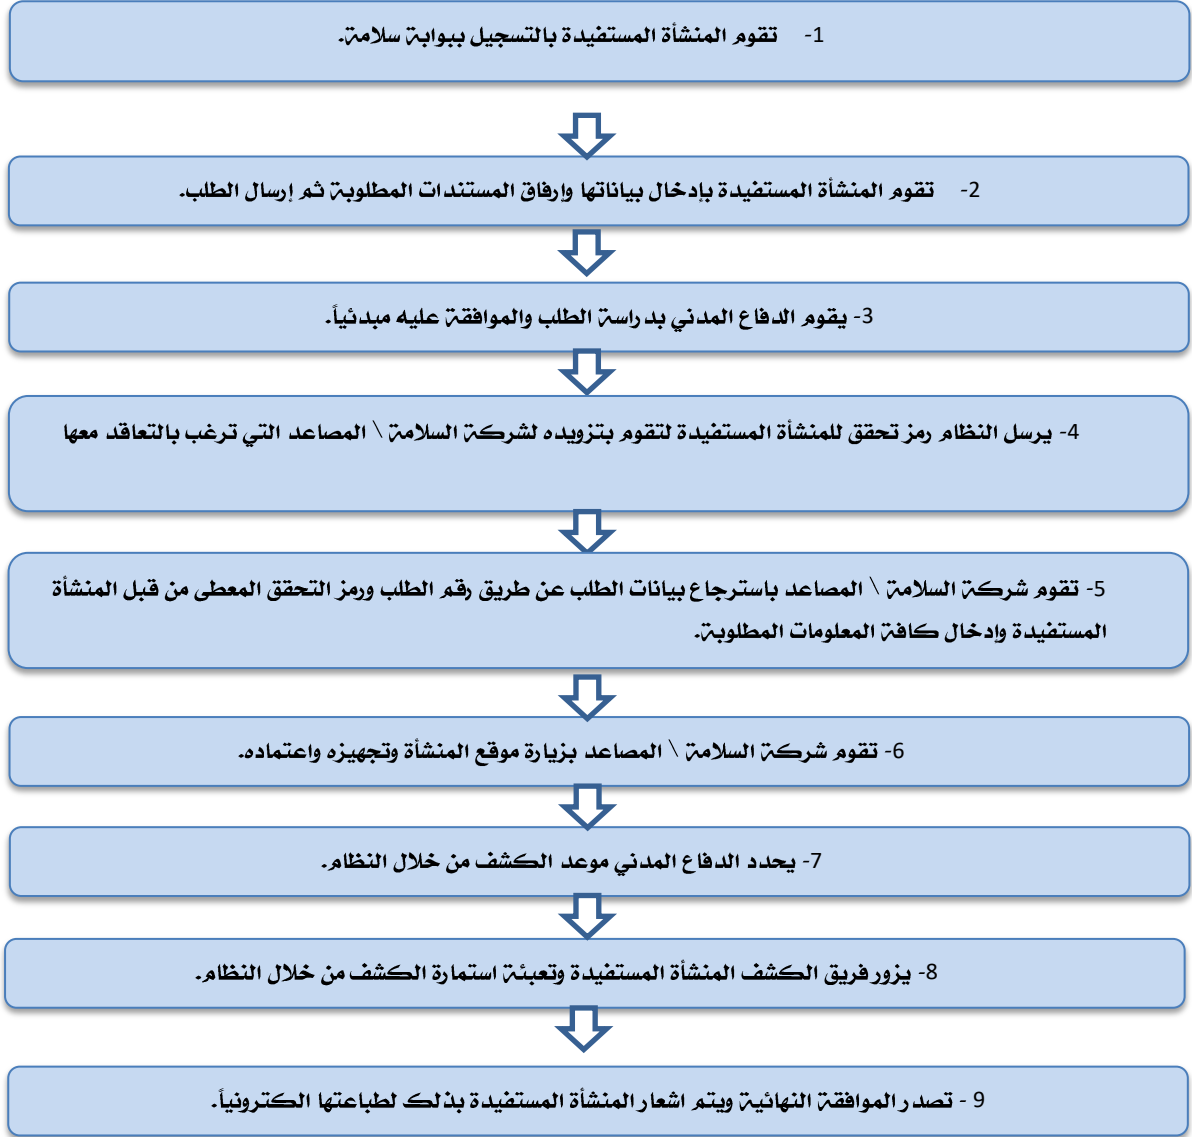 1- تقوم المنشأة المستفيدة بالتسجيل ببوابة سلامة.
2- تقوم المنشأة المستفيدة بإدخال بياناتها وإرفاق المستندات المطلوبة ثم إرسال الطلب.
3- يقوم الدفاع المدني بدراسة الطلب والموافقة عليه مبدئياً.
4- يرسل النظام رمز تحقق للمنشأة المستفيدة لتقوم بتزويده لشركة السلامة \ المصاعد التي ترغب بالتعاقد معها
5- تقوم شركة السلامة \ المصاعد باسترجاع بيانات الطلب عن طريق رقم الطلب ورمز التحقق المعطى من قبل المنشأة
المستفيدة وإدخال كافة المعلومات المطلوبة.
6- تقوم شركة السلامة \ المصاعد بزيارة موقع المنشأة وتجهيزه واعتماده.
7- يحدد الدفاع المدني موعد الكشف من خلال النظام.
8- يزور فريق الكشف المنشأة المستفيدة وتعبئة استمارة الكشف من خلال النظام.
9 - تصدر الموافقة النهائية ويتم اشعار المنشأة المستفيدة بذلك لطباعتها الكترونياً.